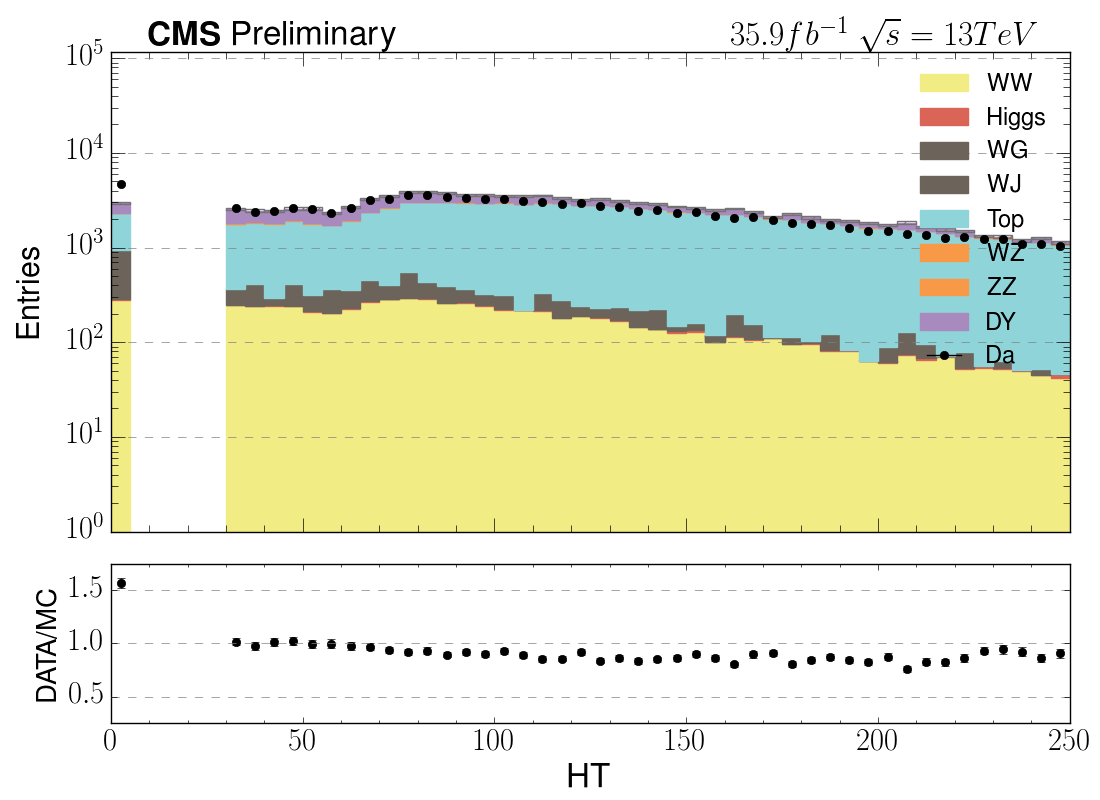 CMS Preliminary 35.9fb⁻¹ √s = 13TeV
10⁵
10⁴
10³
10²
10¹
10⁰
Entries
WW
Higgs
WG
WJ
Top
WZ
ZZ
DY
Da
1.5
1.0
0.5
DATA/MC
0 50 100 150 200 250
HT